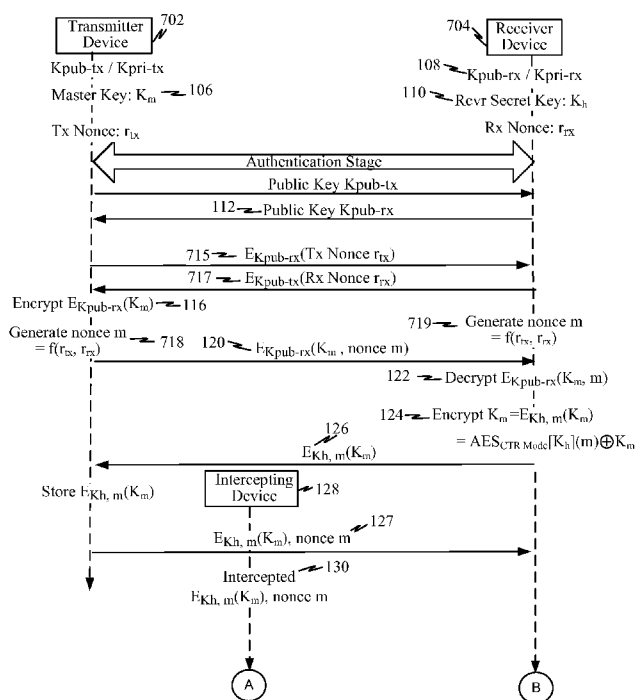 Transmitter
Device
702
704
Receiver
Device
Kpub-tx / Kpri-tx
108 Kpub-rx / Kpri-rx
Master Key: Km 106
110 Rcvr Secret Key: Kh
Tx Nonce: rtx
Rx Nonce: rrx
Authentication Stage
Public Key Kpub-tx
112 Public Key Kpub-rx
715 EKpub-rx(Tx Nonce rtx)
717 EKpub-tx(Rx Nonce rrx)
Encrypt EKpub-rx(Km) 116
Generate nonce m
= f(rtx, rrx)
718
719 Generate nonce m
= f(rtx, rrx)
120 EKpub-rx(Km , nonce m)
122 Decrypt EKpub-rx(Km, m)
124 Encrypt Km =EKh, m(Km)
= AESCTR Mode[Kh](m)⊕Km
126
EKh, m(Km)
Store EKh, m(Km)
Intercepting
Device
128
127
EKh, m(Km), nonce m
130
Intercepted
EKh, m(Km), nonce m
A
B